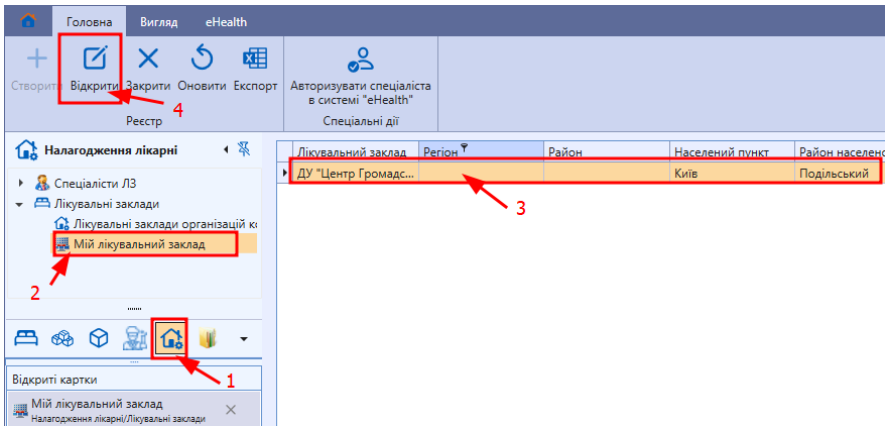 Головна Вигляд eHealth
Створити Відкрити Закрити Оновити Експорт
Авторизувати спеціаліста
в системі "eHealth"
4
Реєстр Спеціальні дії
Налагодження лікарні
Лікувальний заклад Регіон Район Населений пункт Район населено
ДУ "Центр Громадс... Київ Подільський
Спеціалісти ЛЗ
Лікувальні заклади
Лікувальні заклади організацій ко
Мій лікувальний заклад
3
2
1
Відкриті картки
Мій лікувальний заклад
Налагодження лікарні/Лікувальні заклади